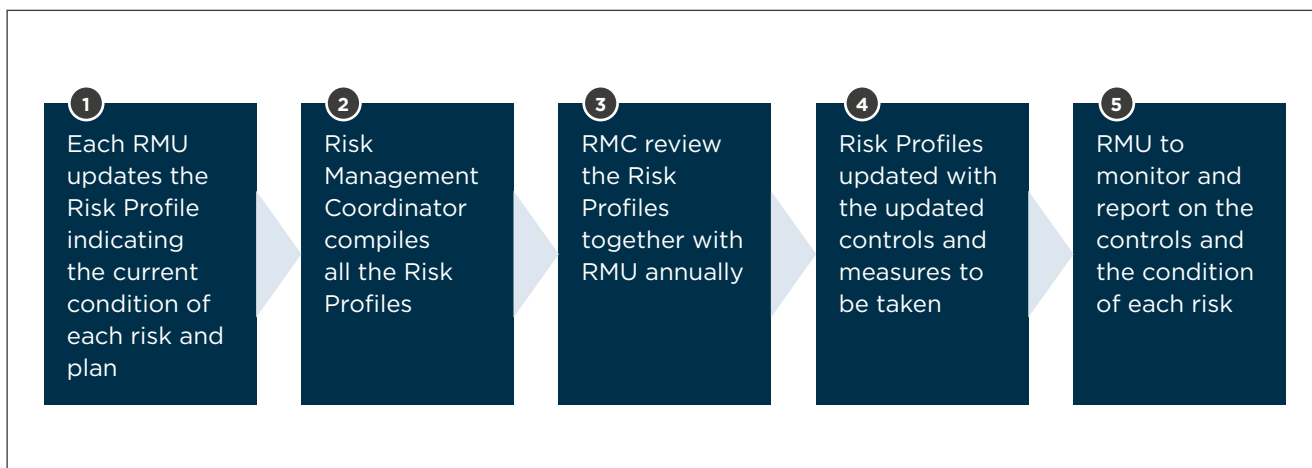 1
Each RMU
updates the
Risk Profile
indicating
the current
condition of
each risk and
plan
2
Risk
Management
Coordinator
compiles
all the Risk
Profiles
3
RMC review
the Risk
Profiles
together with
RMU annually
4
Risk Profiles
updated with
the updated
controls and
measures to
be taken
5
RMU to
monitor and
report on the
controls and
the condition
of each risk